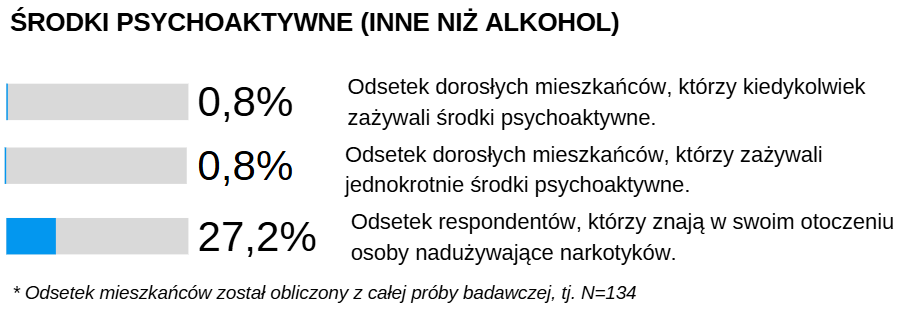 ŚRODKI PSYCHOAKTYWNE (INNE NIŻ ALKOHOL)
0,8%
Odsetek dorosłych mieszkańców, którzy kiedykolwiek
zażywali środki psychoaktywne.
0,8%
Odsetek dorosłych mieszkańców, którzy zażywali
jednokrotnie środki psychoaktywne.
27,2%
Odsetek respondentów, którzy znają w swoim otoczeniu
osoby nadużywające narkotyków.
* Odsetek mieszkańców został obliczony z całej próby badawczej, tj. N=134